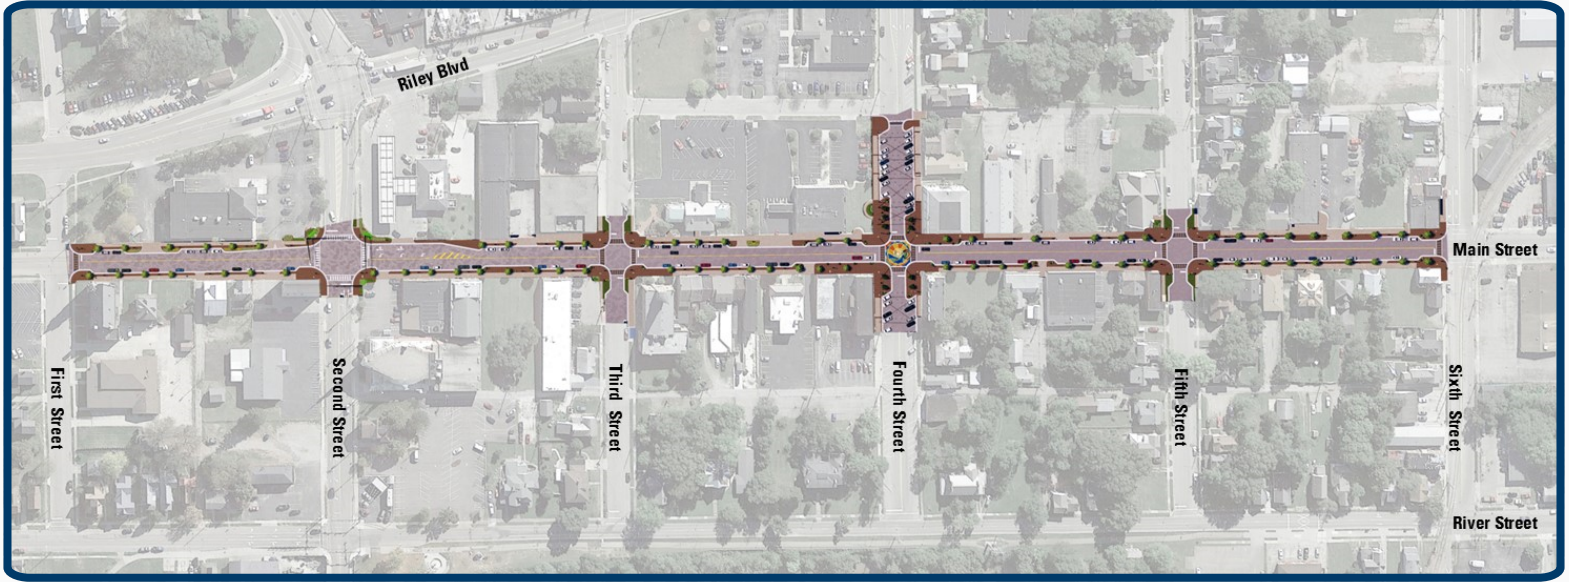 Riley Blvd
Main Street
First Street
Second Street
Third Street
Fourth Street
Fifth Street
Sixth Street
River Street